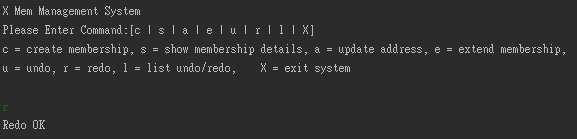 X Mem Management System
Please Enter Command:[c | s | a | e | u | r | l | X]
c = create membership, s = show membership details, a = update address, e = extend membership,
u = undo, r = redo, l = list undo/redo,    X = exit system
r
Redo OK